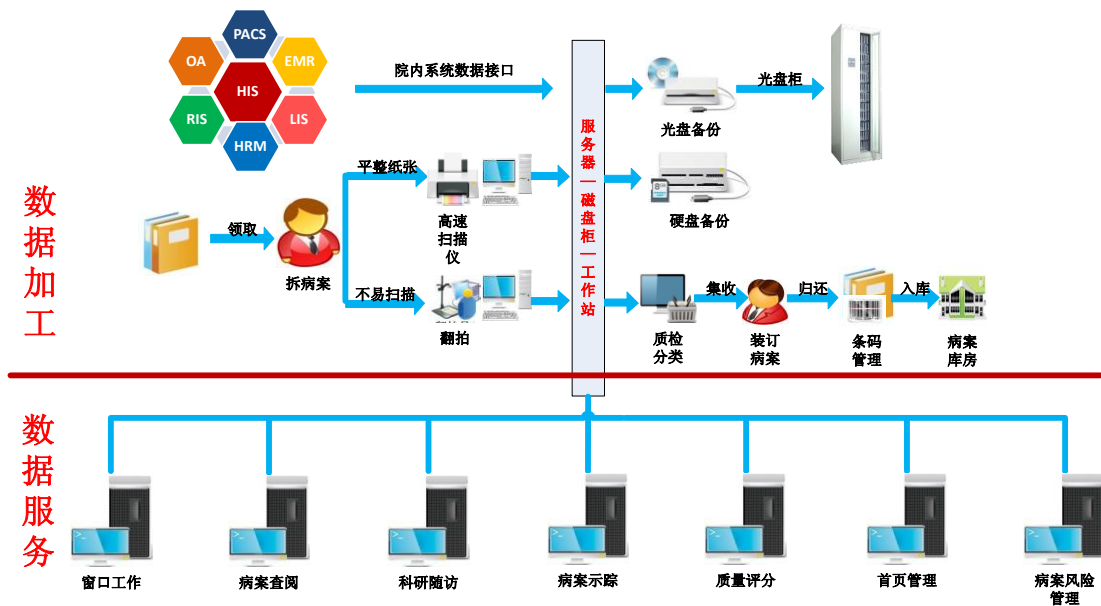 PACS
OA
EMR
HIS
RIS
LIS
HRM
院内系统数据接口
光盘备份
光盘柜
服务器|磁盘柜|工作站
数据加工
领取
拆病案
平整纸张
高速
扫描
仪
不易扫描
翻拍
硬盘备份
质检
分类
集收
装订
病案
归还
条码
管理
入库
病案
库房
数据服务
窗口工作
病案查阅
科研随访
病案示踪
质量评分
首页管理
病案风险
管理